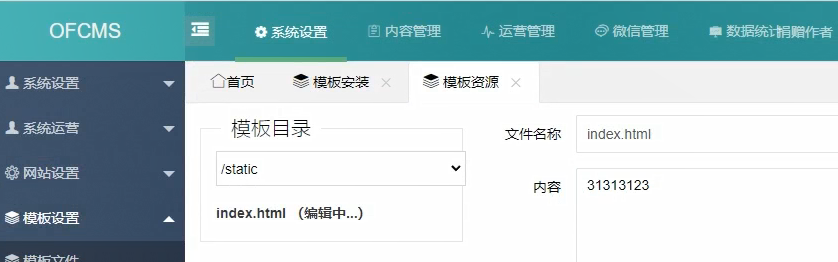 OFCMS
系统设置 内容管理 运营管理 微信管理 数据统计捐赠作者
首页 模板安装 模板资源
系统设置
系统运营
网站设置
模板设置
模板文件
模板目录
/static
index.html （编辑中...）
文件名称 index.html
内容 31313123